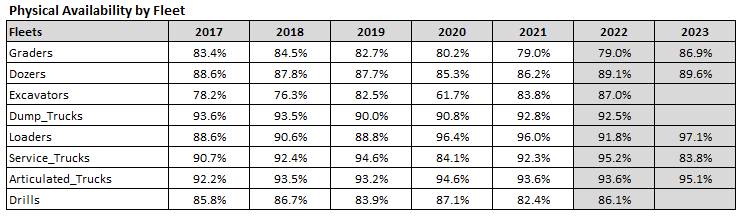 Physical Availability by Fleet
Fleets 2017 2018 2019 2020 2021 2022 2023
Graders 83.4% 84.5% 82.7% 80.2% 79.0% 79.0% 86.9%
Dozers 88.6% 87.8% 87.7% 85.3% 86.2% 89.1% 89.6%
Excavators 78.2% 76.3% 82.5% 61.7% 83.8% 87.0%
Dump_Trucks 93.6% 93.5% 90.0% 90.8% 92.8% 92.5%
Loaders 88.6% 90.6% 88.8% 96.4% 96.0% 91.8% 97.1%
Service_Trucks 90.7% 92.4% 94.6% 84.1% 92.3% 95.2% 83.8%
Articulated_Trucks 92.2% 93.5% 93.2% 94.6% 93.6% 93.6% 95.1%
Drills 85.8% 86.7% 83.9% 87.1% 82.4% 86.1%